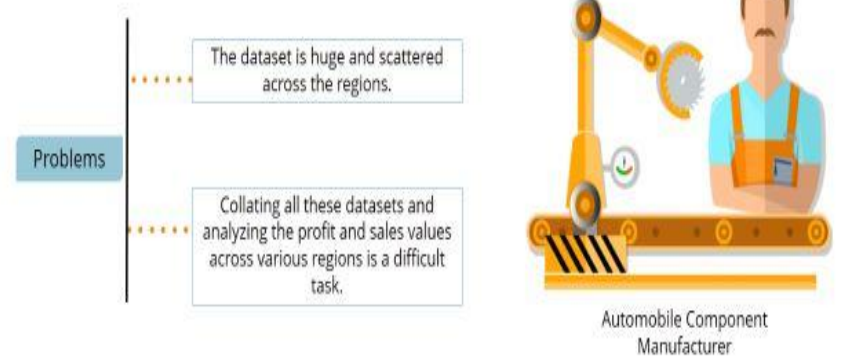 The dataset is huge and scattered
across the regions.
Problems
Collating all these datasets and
analyzing the profit and sales values
across various regions is a difficult
task.
Automobile Component
Manufacturer